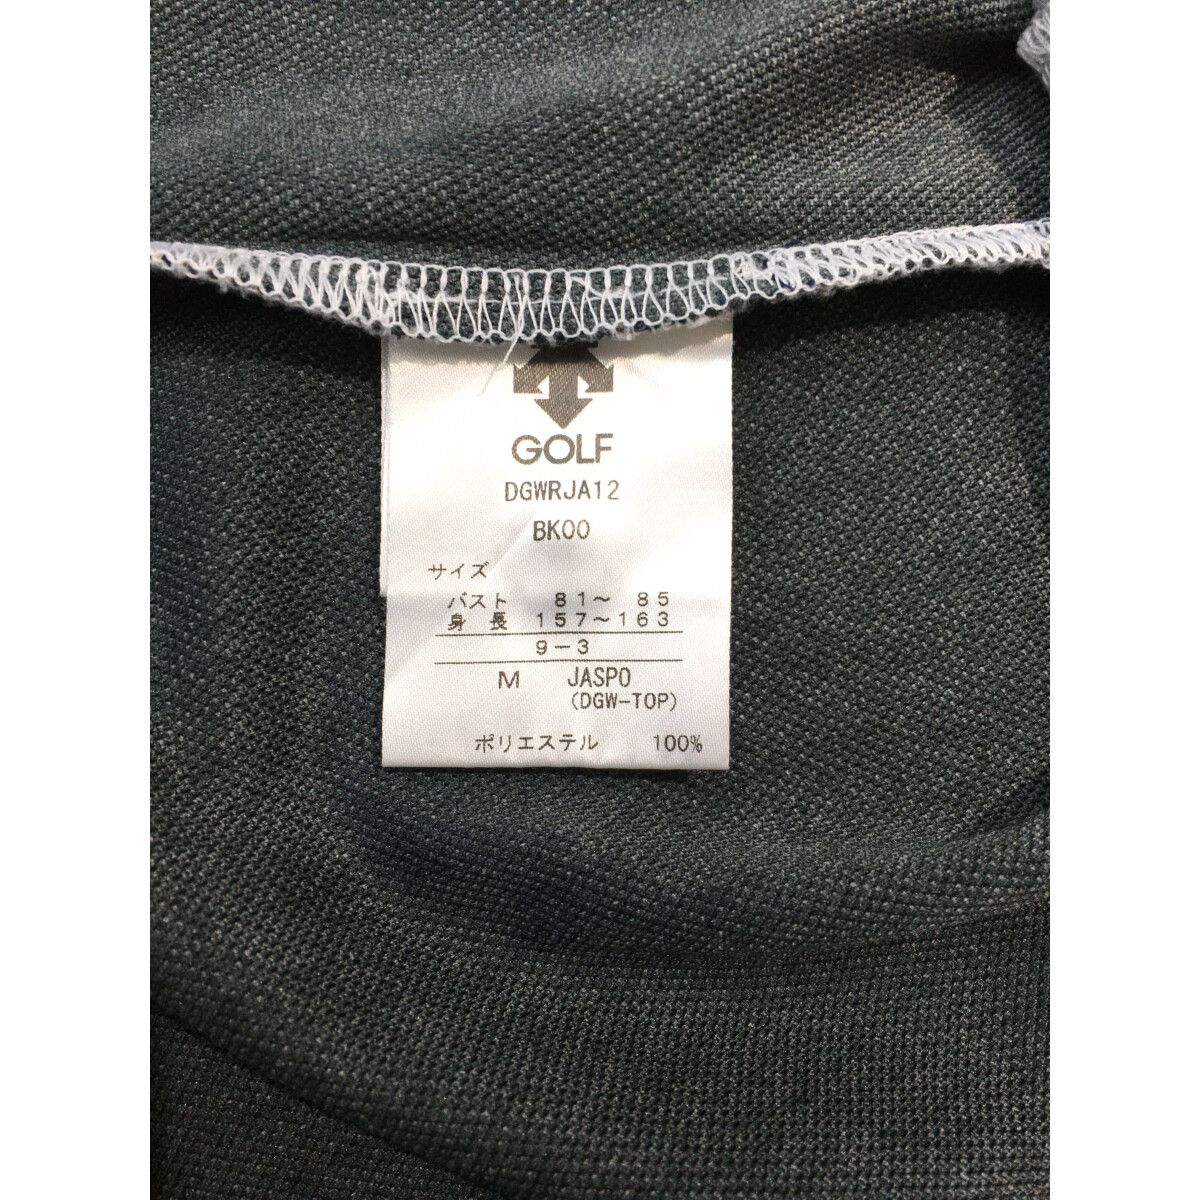 GOLF
DGWRJA12
BK00
サイズ
バスト 81～ 85
身 長 157～163
9－3
M JASPO
(DGW-TOP)
ポリエステル 100%